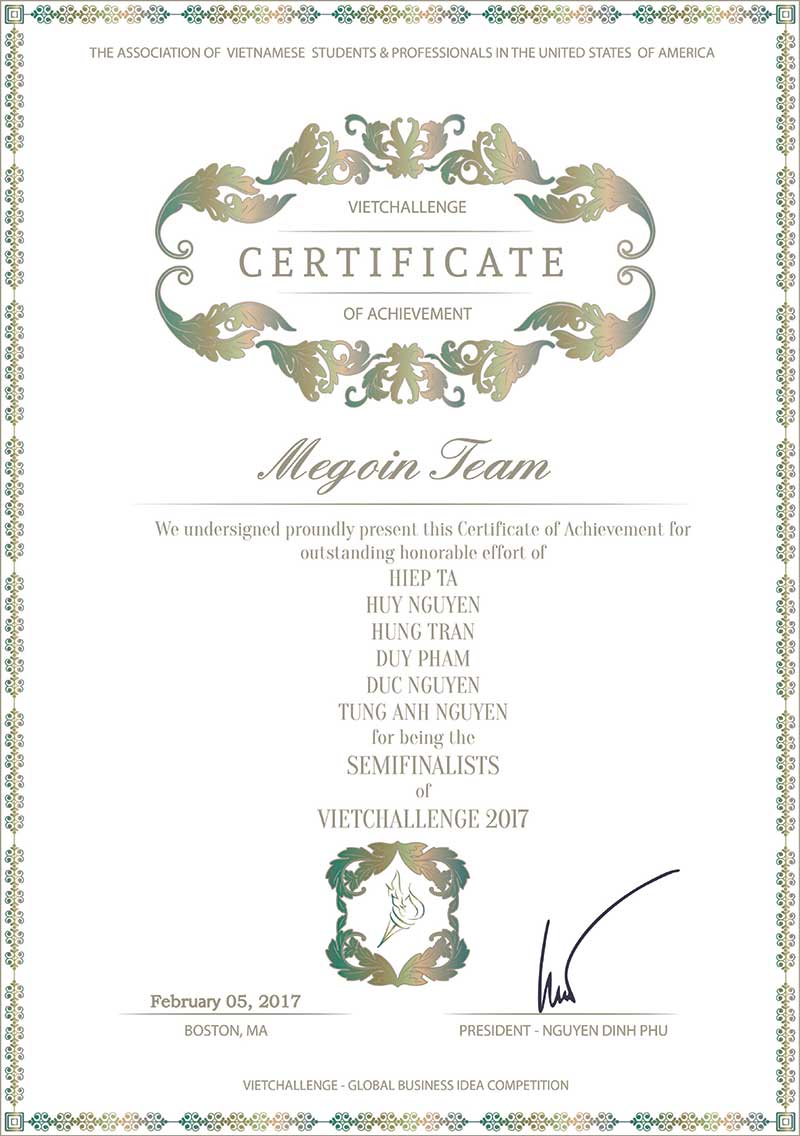 THE ASSOCIATION OF VIETNAMESE STUDENTS & PROFESSIONALS IN THE UNITED STATES OF AMERICA
VIETCHALLENGE
CERTIFICATE
OF ACHIEVEMENT
Megoin Team
We undersigned proundly present this Certificate of Achievement for
outstanding honorable effort of
HIEP TA
HUY NGUYEN
HUNG TRAN
DUY PHAM
DUC NGUYEN
TUNG ANH NGUYEN
for being the
SEMIFINALISTS
of
VIETCHALLENGE 2017
February 05, 2017
BOSTON, MA
PRESIDENT - NGUYEN DINH PHU
VIETCHALLENGE - GLOBAL BUSINESS IDEA COMPETITION